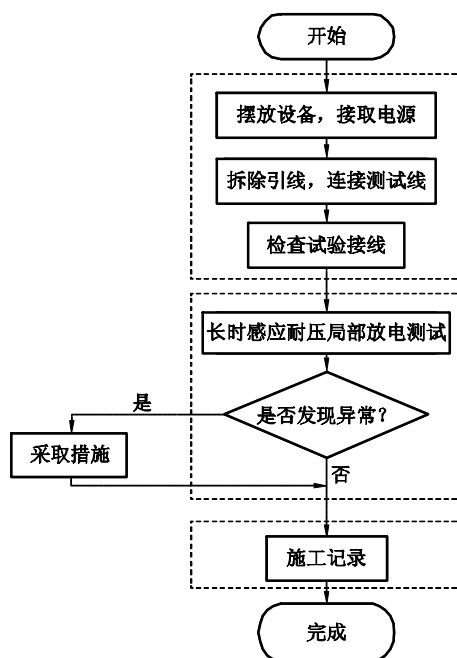 开始
摆放设备，接取电源
拆除引线，连接测试线
检查试验接线
长时感应耐压局部放电测试
是否发现异常？
是
采取措施
否
施工记录
完成